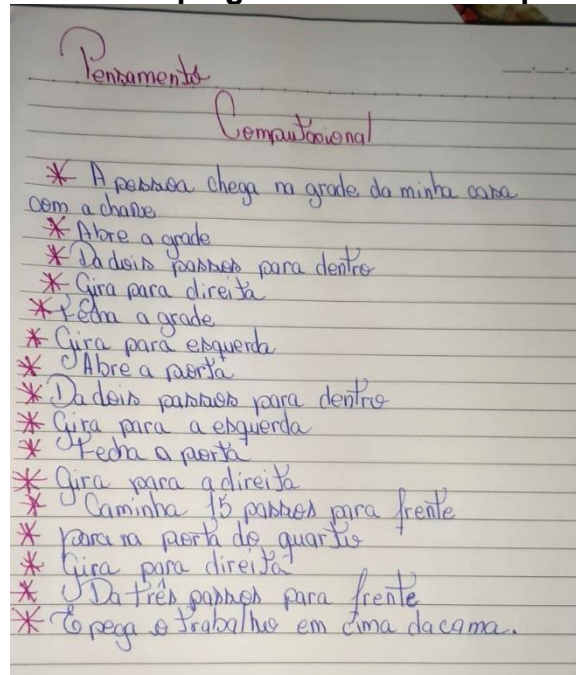 Pensamento
Computacional
* A pessoa chega na grade da minha casa
com a chave
* Abre a grade
* Da dois passos para dentro
* Gira para direita
* Fecha a grade
* Gira para esquerda
* Abre a porta
* Da dois passos para dentro
* Gira para a esquerda
* Fecha a porta
* Gira para a direita
* Caminha 15 passos para frente
* para na porta do quarto
* Gira para direita
* Da três passos para frente
* E pega o trabalho em cima da cama.